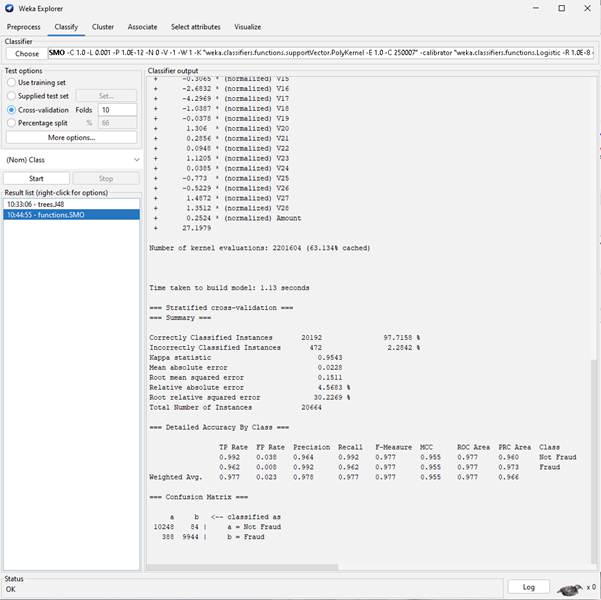 Weka Explorer
Preprocess Classify Cluster Associate Select attributes Visualize
Classifier
Choose SMO -C 1.0 -L 0.001 -P 1.0E-12 -N 0 -V -1 -W 1 -K "weka.classifiers.functions.supportVector.PolyKernel -E 1.0 -C 250007" -calibrator "weka.classifiers.functions.Logistic -R 1.0E-8
Test options
Use training set
Supplied test set Set...
Cross-validation Folds 10
Percentage split % 66
More options...
(Nom) Class
Start Stop
Result list (right-click for options)
10:33:06 - trees.J48
10:44:55 - functions.SMO
Classifier output
+ -0.3065 * (normalized) V15
+ -2.6832 * (normalized) V16
+ -4.2969 * (normalized) V17
+ -1.0387 * (normalized) V18
+ -0.0378 * (normalized) V19
+ 1.306 * (normalized) V20
+ 0.2856 * (normalized) V21
+ 0.0948 * (normalized) V22
+ 1.1205 * (normalized) V23
+ 0.0385 * (normalized) V24
+ -0.773 * (normalized) V25
+ -0.5229 * (normalized) V26
+ 1.4872 * (normalized) V27
+ 1.3512 * (normalized) V28
+ 0.2524 * (normalized) Amount
+ 27.1979
Number of kernel evaluations: 2201604 (63.134% cached)
Time taken to build model: 1.13 seconds
=== Stratified cross-validation ===
=== Summary ===
Correctly Classified Instances 20192 97.7158 %
Incorrectly Classified Instances 472 2.2842 %
Kappa statistic 0.9543
Mean absolute error 0.0228
Root mean squared error 0.1511
Relative absolute error 4.5683 %
Root relative squared error 30.2269 %
Total Number of Instances 20664
=== Detailed Accuracy By Class ===
TP Rate FP Rate Precision Recall F-Measure MCC ROC Area PRC Area Class
0.992 0.038 0.964 0.992 0.977 0.955 0.977 0.960 Not Fraud
0.962 0.008 0.992 0.962 0.977 0.955 0.977 0.973 Fraud
Weighted Avg. 0.977 0.023 0.978 0.977 0.977 0.955 0.977 0.966
=== Confusion Matrix ===
a b <-- classified as
10248 84 | a = Not Fraud
388 9944 | b = Fraud
Status
OK
Log x 0